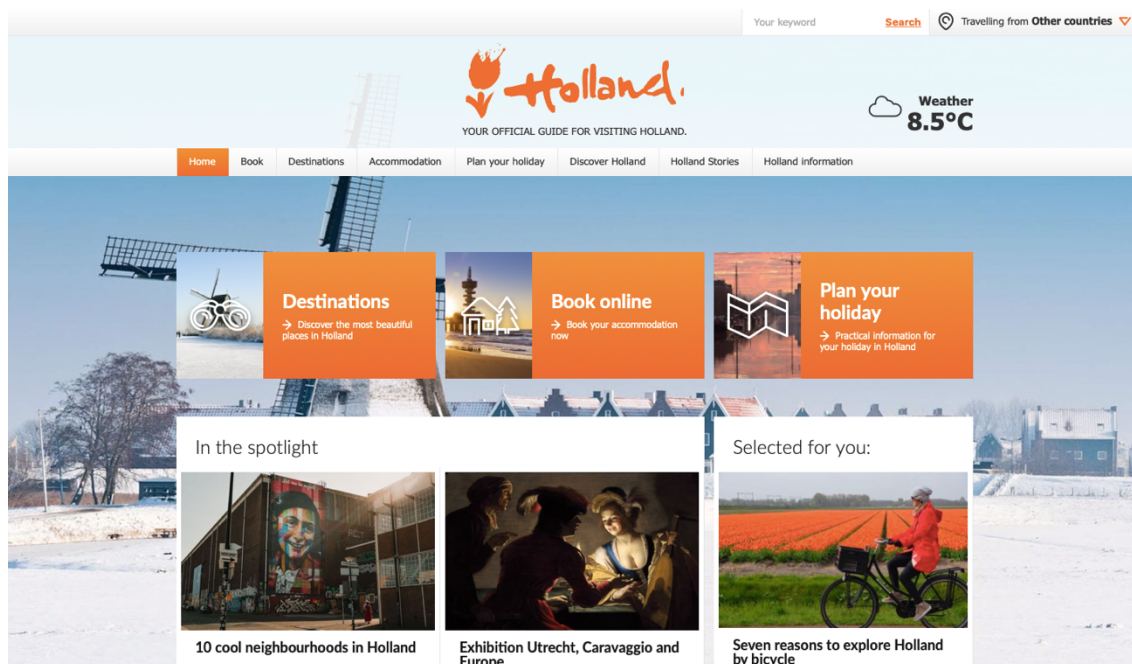 Your keyword
Search
Travelling from Other countries
Holland.
YOUR OFFICIAL GUIDE FOR VISITING HOLLAND.
Weather
8.5°C
Home
Book
Destinations
Accommodation
Plan your holiday
Discover Holland
Holland Stories
Holland information
Destinations
→ Discover the most beautiful
places in Holland
Book online
→ Book your accommodation
now
Plan your
holiday
→ Practical information for
your holiday in Holland
In the spotlight
Selected for you:
10 cool neighbourhoods in Holland
Exhibition Utrecht, Caravaggio and
Europe
Seven reasons to explore Holland
by bicycle